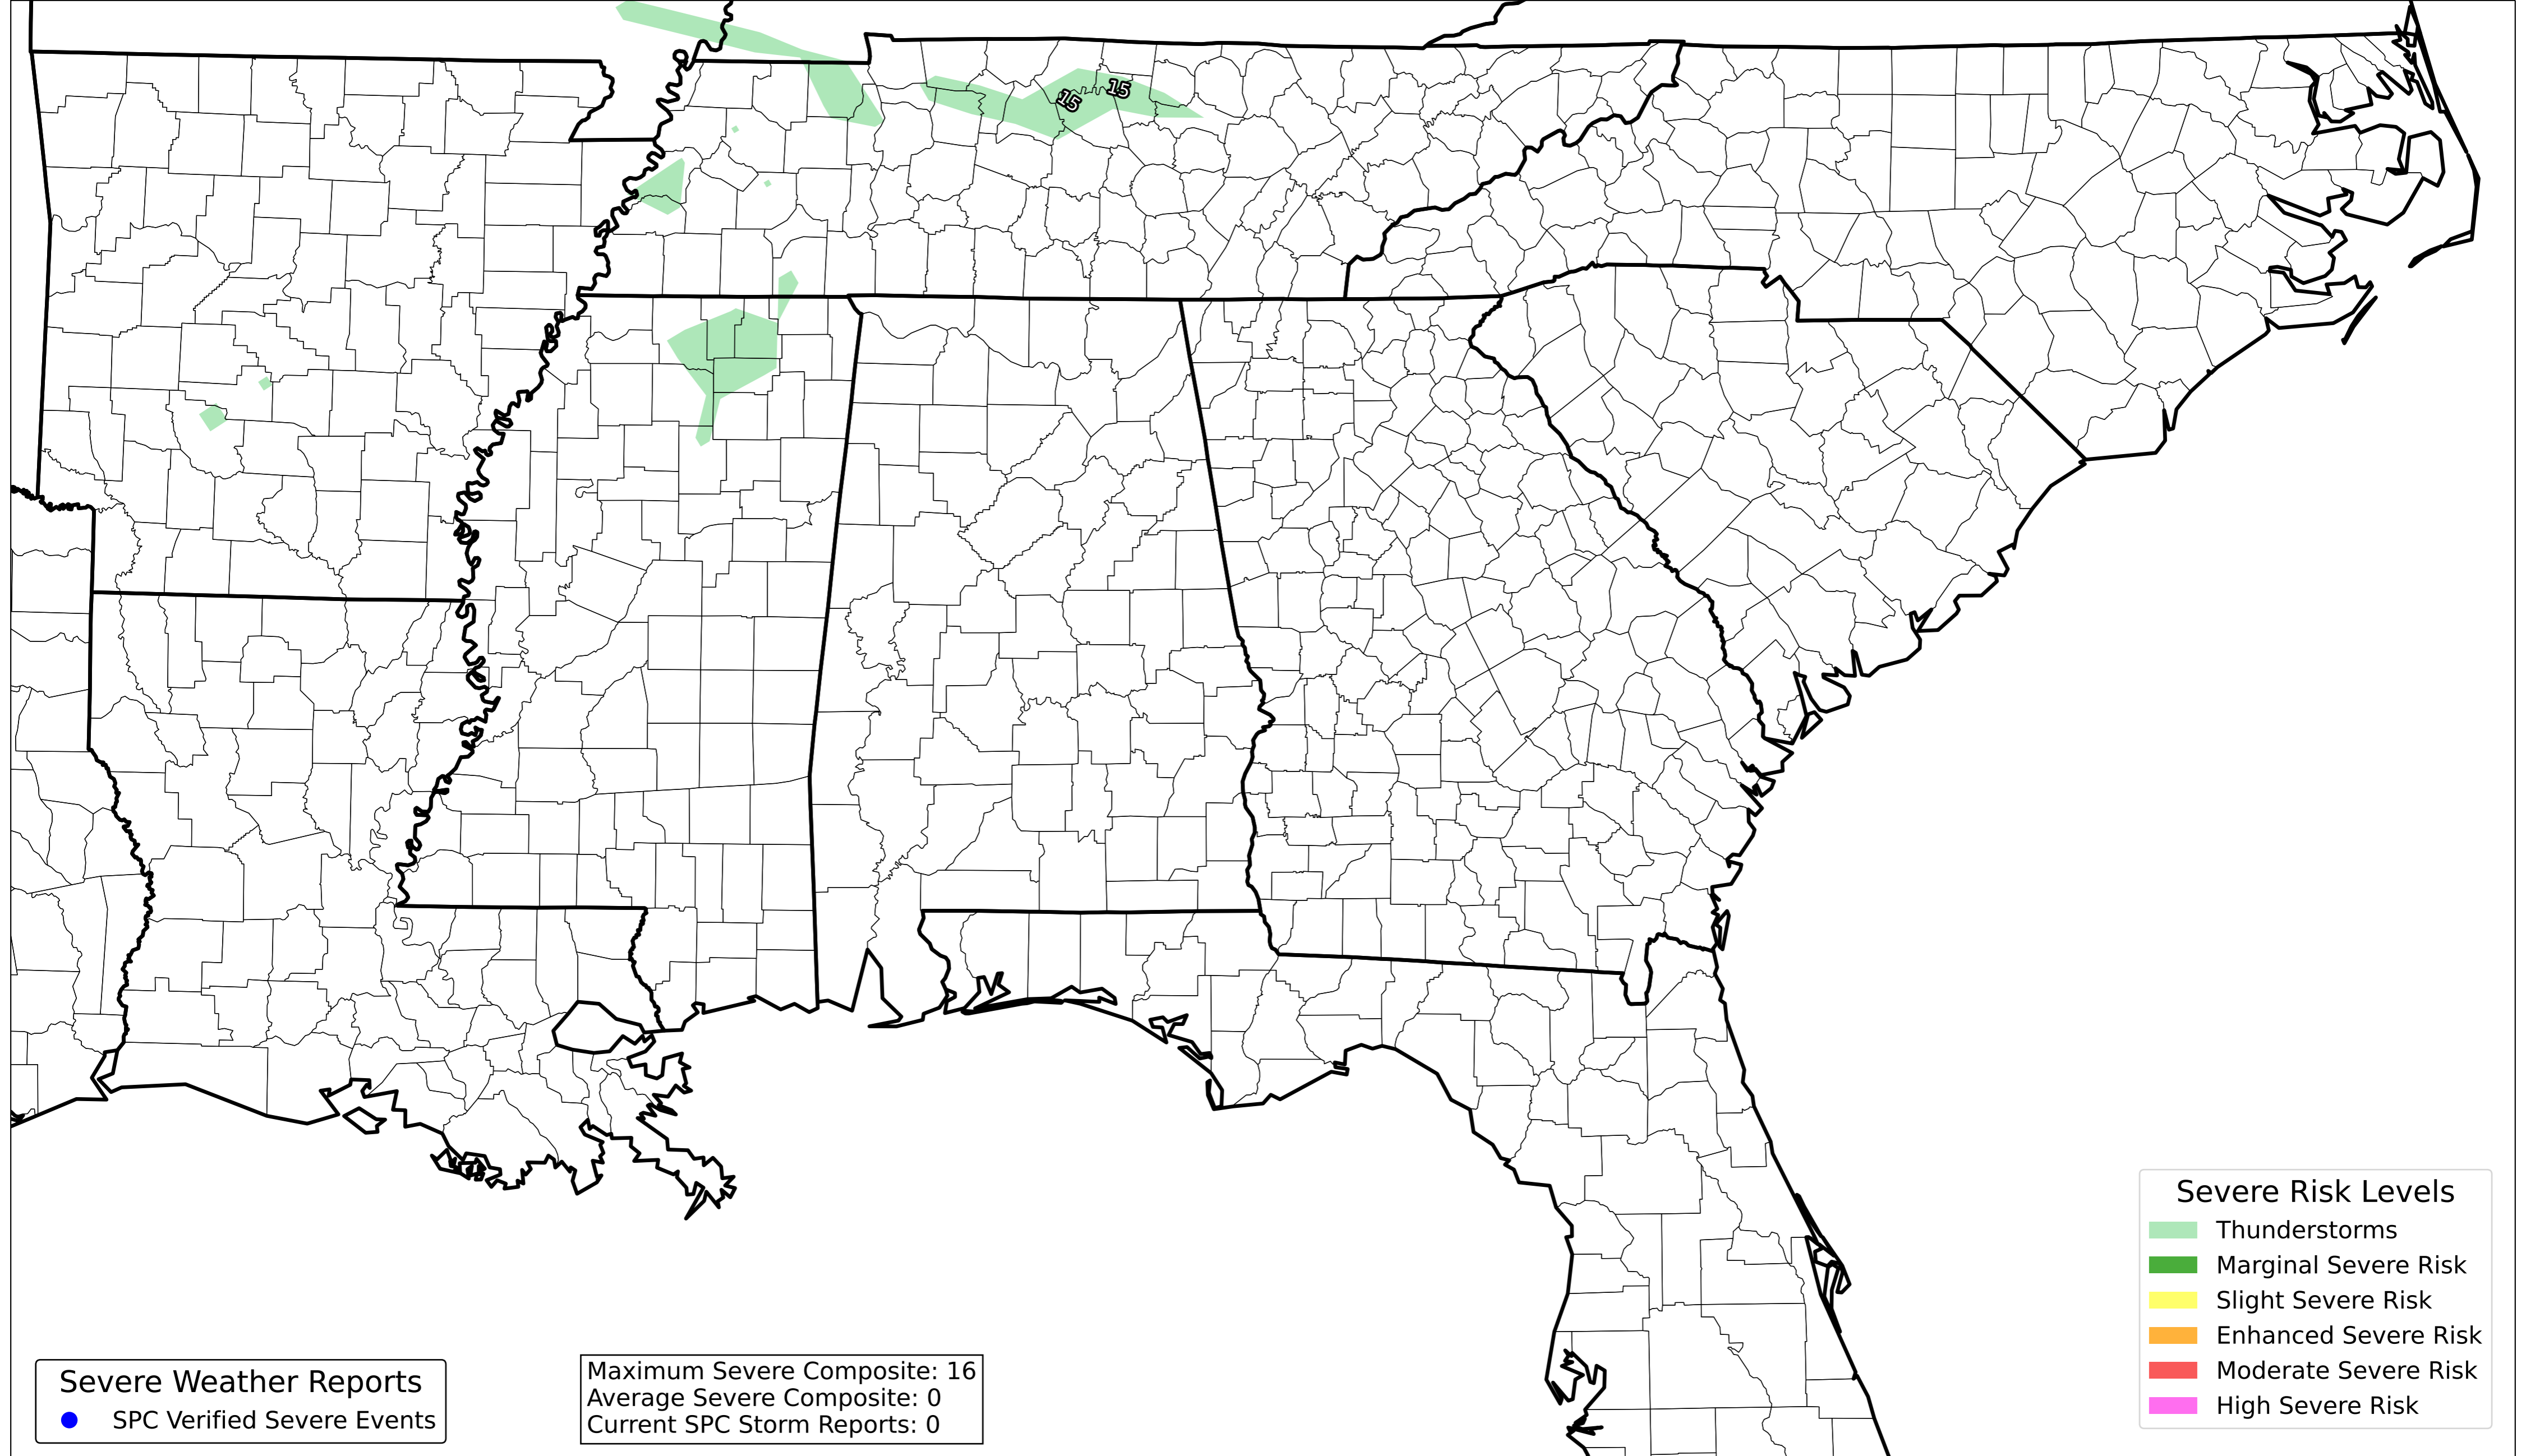 15
15
Severe Risk Levels
Thunderstorms
Marginal Severe Risk
Slight Severe Risk
Enhanced Severe Risk
Moderate Severe Risk
High Severe Risk
Severe Weather Reports
SPC Verified Severe Events
Maximum Severe Composite: 16
Average Severe Composite: 0
Current SPC Storm Reports: 0